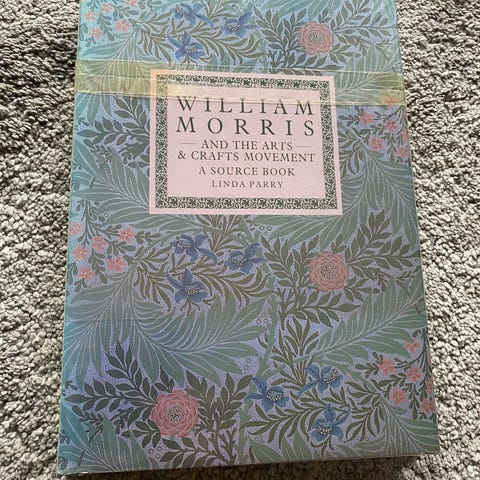 WILLIAM
MORRIS
AND THE ARTS
& CRAFTS MOVEMENT
A SOURCE BOOK
LINDA PARRY